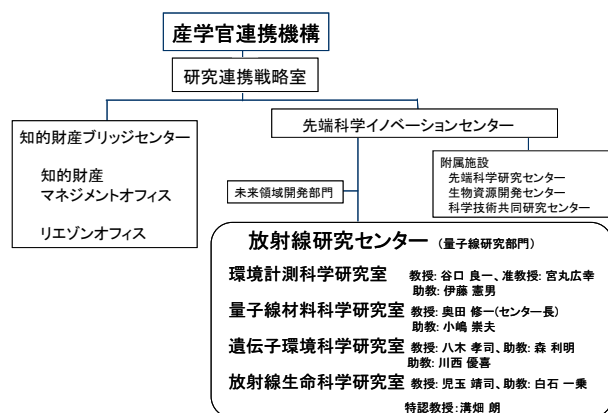 産学官連携機構
研究連携戦略室
知的財産ブリッジセンター
知的財産
マネジメントオフィス
リエゾンオフィス
先端科学イノベーションセンター
未来領域開発部門
附属施設
先端科学研究センター
生物資源開発センター
科学技術共同研究センター
放射線研究センター (量子線研究部門)
環境計測科学研究室 教授: 谷口 良一、准教授: 宮丸広幸
助教: 伊藤 憲男
量子線材料科学研究室 教授: 奥田 修一(センター長)
助教: 小嶋 崇夫
遺伝子環境科学研究室 教授: 八木 孝司、助教: 森 利明
助教: 川西 優喜
放射線生命科学研究室 教授: 児玉 靖司、助教: 白石 一乗
特認教授: 溝畑 朗